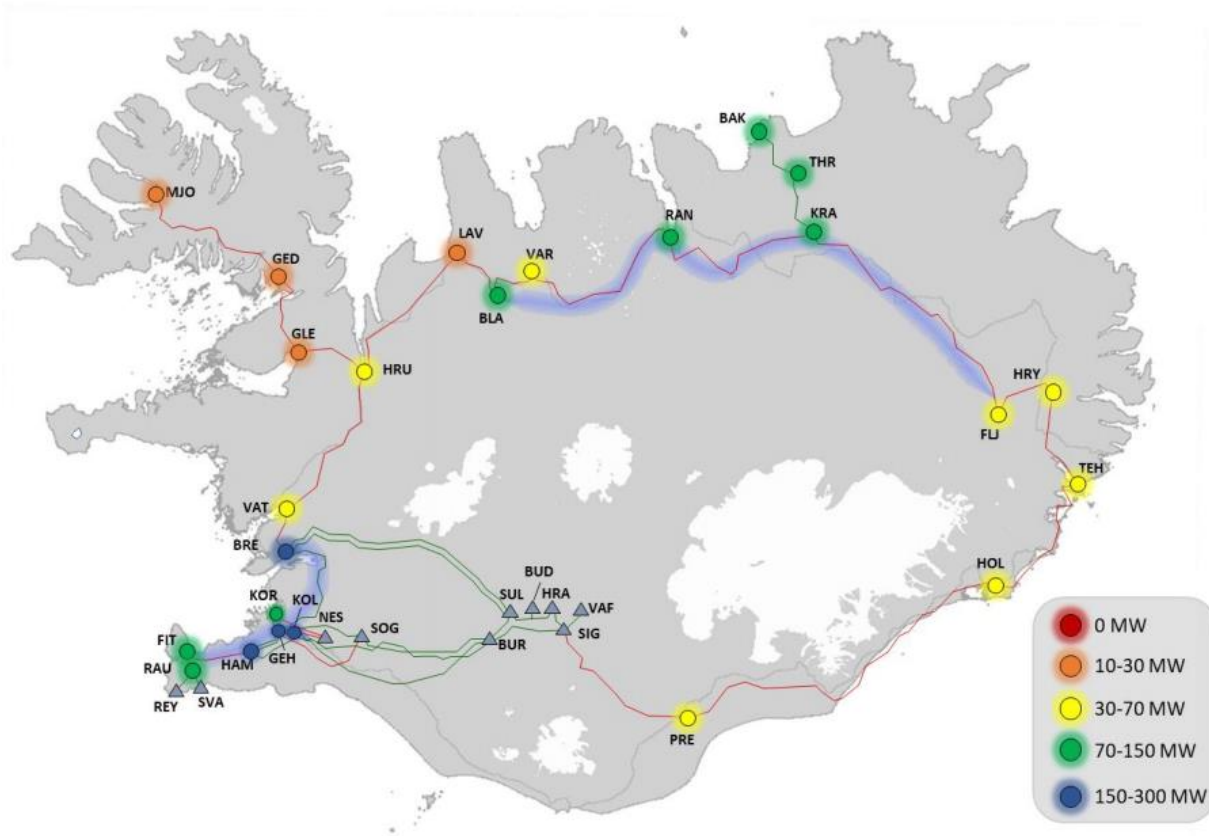 BAK
THR
MJO
RAN
KRA
LAV
VAR
GED
BLA
GLE
HRU
HRY
FLJ
TEH
VAT
BRE
BUD
HOL
SUL
HRA
VAF
KOR
KOL
NES
SOG
SIG
FIT
GEH
BUR
RAU
HAM
REY
SVA
PRE
0 MW
10-30 MW
30-70 MW
70-150 MW
150-300 MW